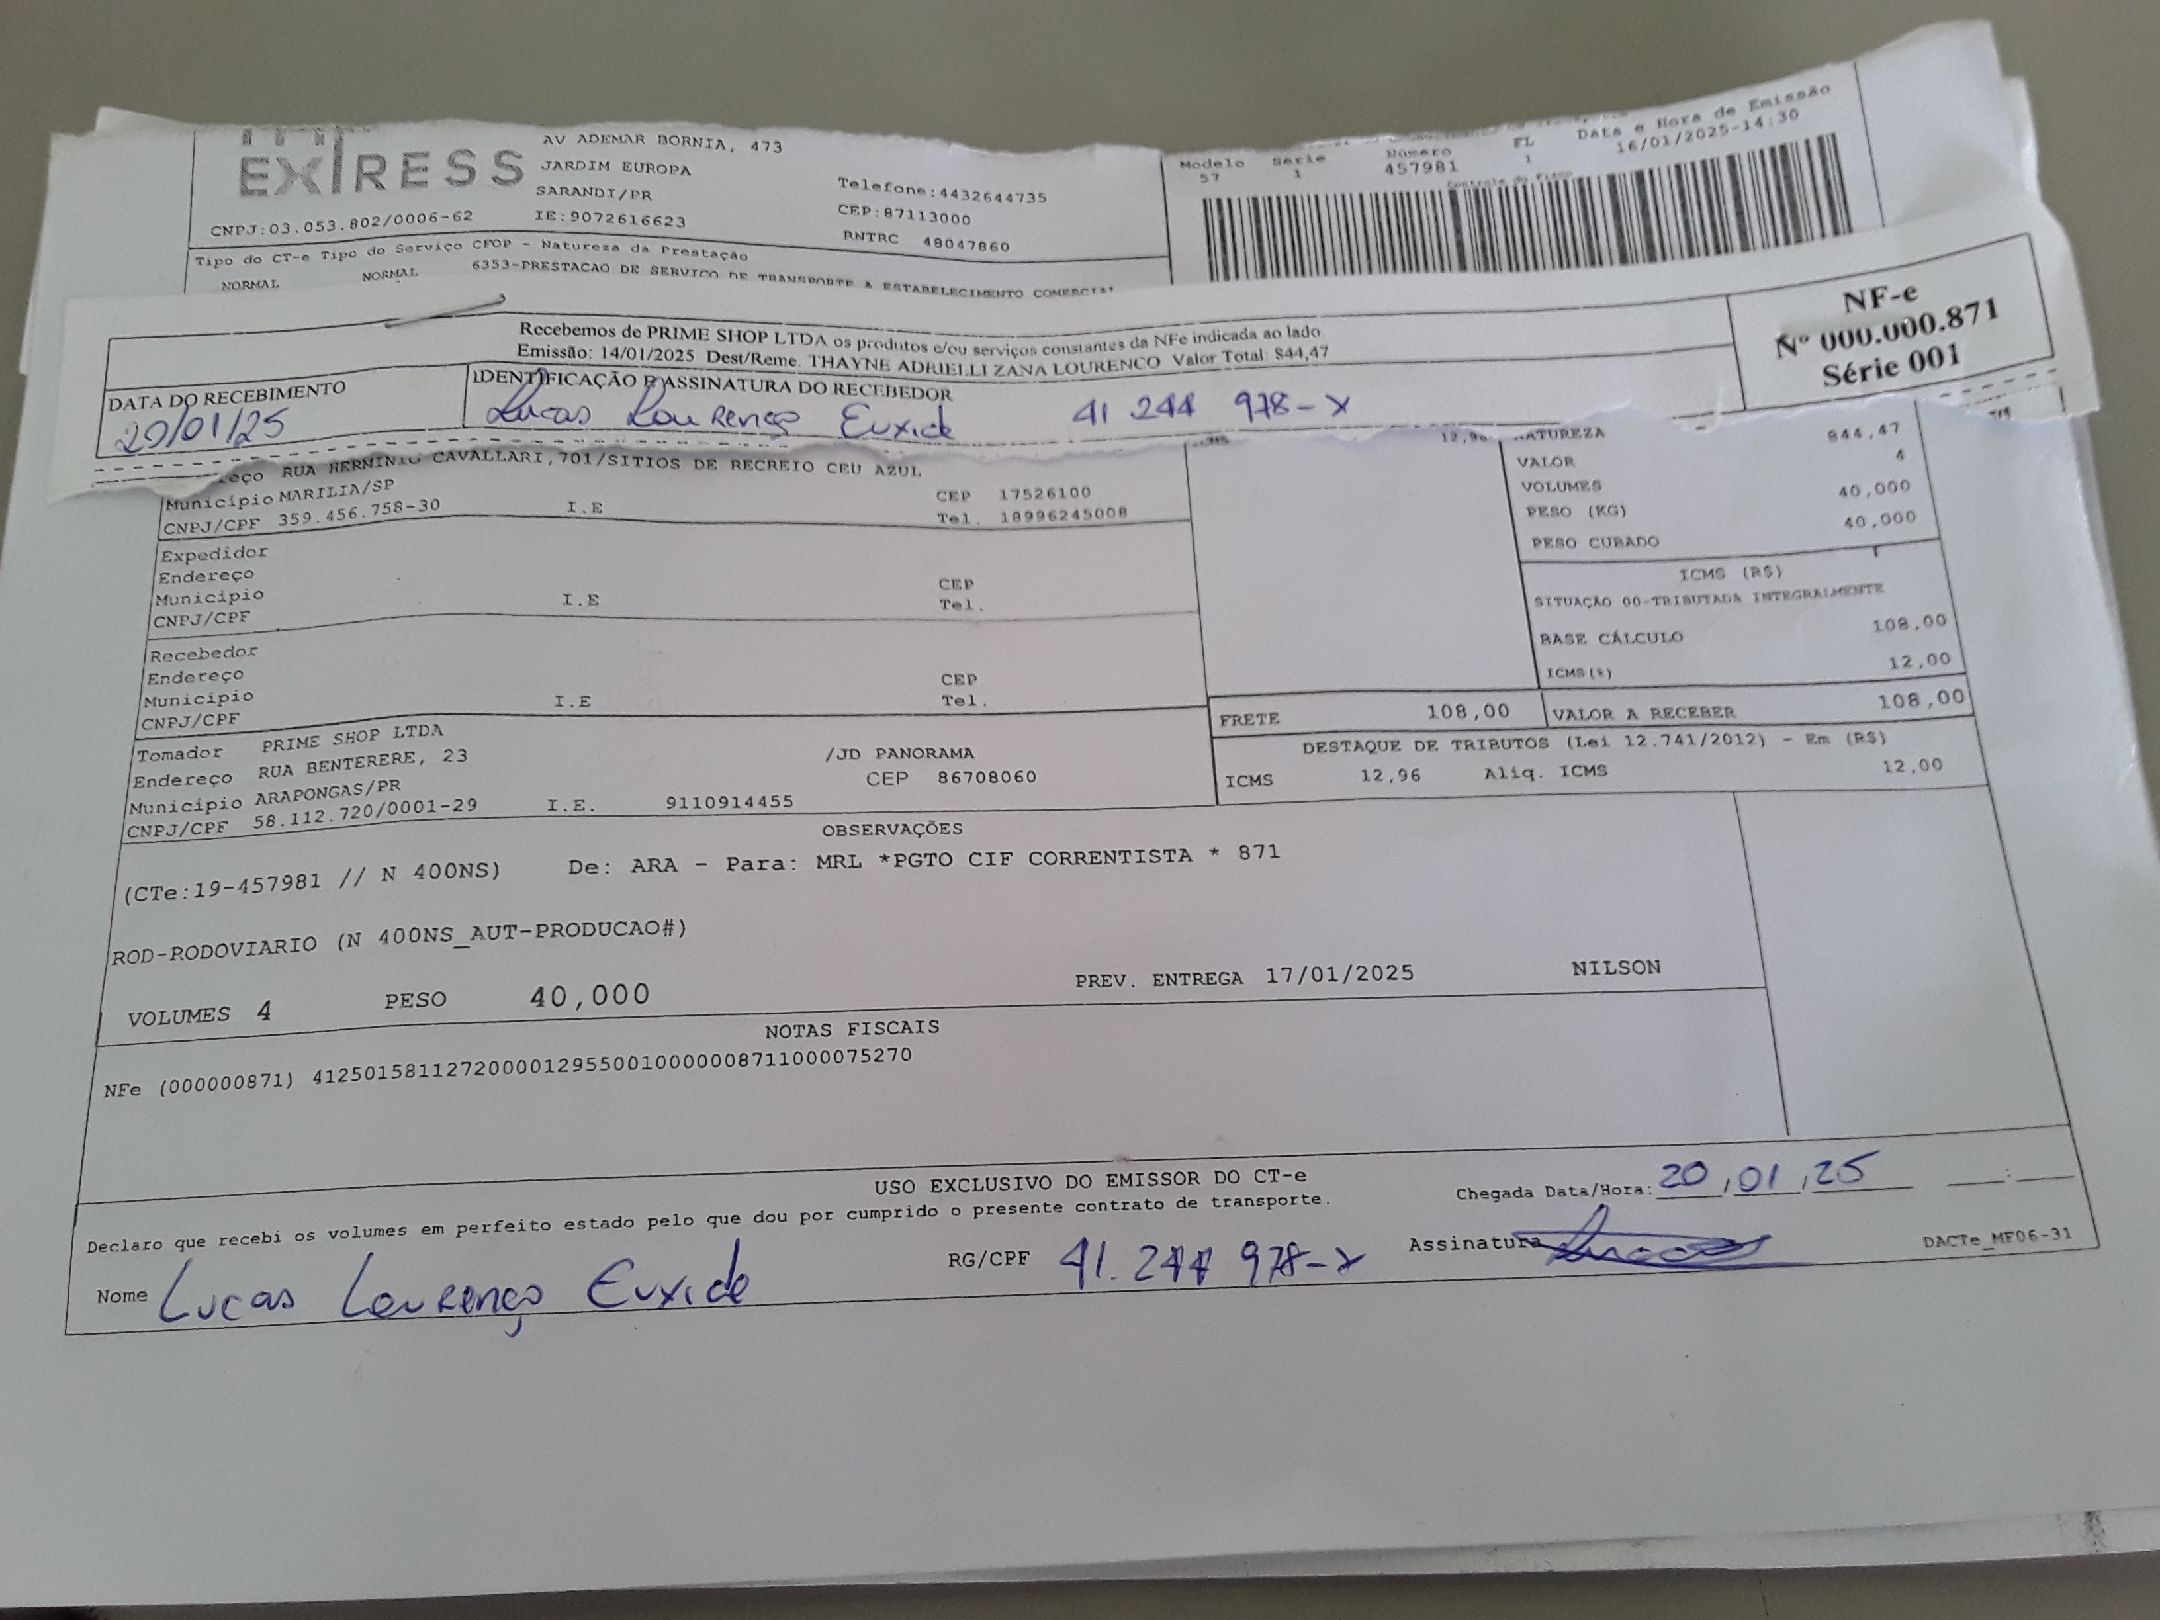 EXPRESS
AV ADEMAR BORNIA, 473
JARDIM EUROPA
SARANDI/PR
Telefone:4432644735
CNPJ:03.053.802/0006-62
IE:9072616623
CEP:87113000
RNTRC 48047860
Modelo Serie Número FL Data e Hora de Emissão
57 1 457981 1 16/01/2025-14:30
Controle do Fisco
Tipo do CT-e Tipo do Serviço CFOP - Natureza da Prestação
NORMAL NORMAL 6353-PRESTACAO DE SERVICO DE TRANSPORTE A ESTABELECIMENTO COMERCIAL
Recebemos de PRIME SHOP LTDA os produtos e/ou serviços constantes da NFe indicada ao lado
Emissão: 14/01/2025 Dest/Reme. THAYNE ADRIELLI ZANA LOURENCO Valor Total: 844,47
NF-e
Nº 000.000.871
Série 001
DATA DO RECEBIMENTO
20/01/25
IDENTIFICAÇÃO E ASSINATURA DO RECEBEDOR
Lucas Lourenço Euxide 41 244 978-x
eço RUA HERMINIO CAVALLARI,701/SITIOS DE RECREIO CEU AZUL
Município MARILIA/SP CEP 17526100
CNPJ/CPF 359.456.758-30 I.E Tel. 18996245008
12,96
NATUREZA
VALOR 844,47
VOLUMES 4
PESO (KG) 40,000
PESO CUBADO 40,000
Expedidor
Endereço CEP
Município I.E Tel.
CNPJ/CPF
ICMS (R$)
SITUAÇÃO 00-TRIBUTADA INTEGRALMENTE
BASE CÁLCULO 108,00
ICMS(%) 12,00
Recebedor
Endereço CEP
Município I.E Tel.
CNPJ/CPF
FRETE 108,00 VALOR A RECEBER 108,00
Tomador PRIME SHOP LTDA
Endereço RUA BENTERERE, 23 /JD PANORAMA
Município ARAPONGAS/PR CEP 86708060
CNPJ/CPF 58.112.720/0001-29 I.E. 9110914455
DESTAQUE DE TRIBUTOS (Lei 12.741/2012) - Em (R$)
ICMS 12,96 Aliq. ICMS 12,00
OBSERVAÇÕES
(CTe:19-457981 // N 400NS) De: ARA - Para: MRL *PGTO CIF CORRENTISTA * 871
ROD-RODOVIARIO (N 400NS_AUT-PRODUCAO#)
VOLUMES 4 PESO 40,000 PREV. ENTREGA 17/01/2025 NILSON
NOTAS FISCAIS
NFe (000000871) 41250158112720000129550010000008711000075270
USO EXCLUSIVO DO EMISSOR DO CT-e
Declaro que recebi os volumes em perfeito estado pelo que dou por cumprido o presente contrato de transporte.
Chegada Data/Hora: 20,01,25 __:__
Nome Lucas Lourenço Euxide RG/CPF 41.244 978-x Assinatura Lucas
DACTe_MF06-31